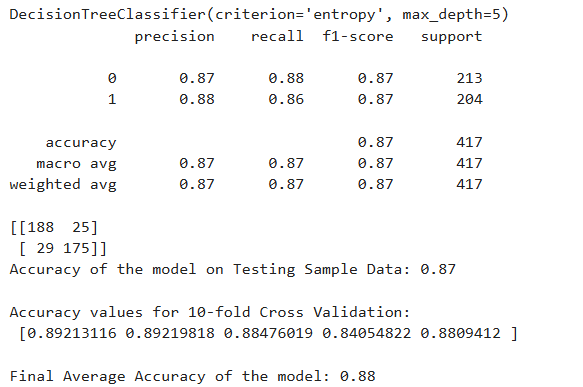 DecisionTreeClassifier(criterion='entropy', max_depth=5)
precision recall f1-score support
0 0.87 0.88 0.87 213
1 0.88 0.86 0.87 204
accuracy 0.87 417
macro avg 0.87 0.87 0.87 417
weighted avg 0.87 0.87 0.87 417
[[188 25]
[ 29 175]]
Accuracy of the model on Testing Sample Data: 0.87
Accuracy values for 10-fold Cross Validation:
[0.89213116 0.89219818 0.88476019 0.84054822 0.8809412 ]
Final Average Accuracy of the model: 0.88